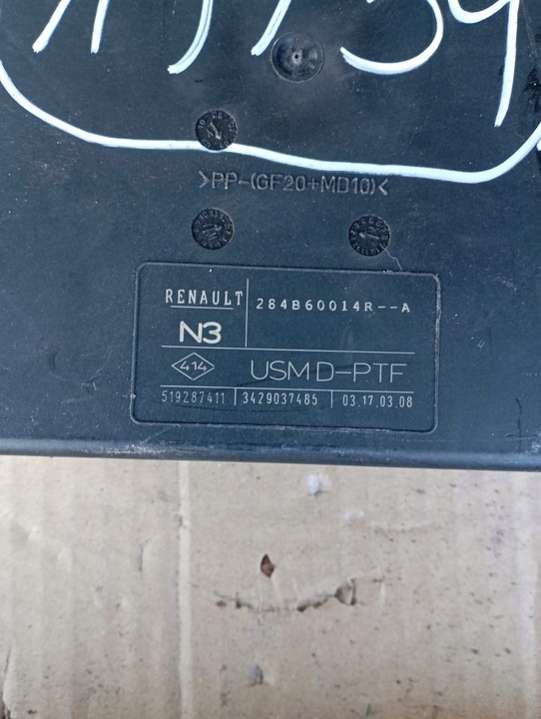 >PP-(GF20+MD10)<
RENAULT 284B60014R--A
N3
414 USM D-PTF
519287411 3429037485 03.17.03.08